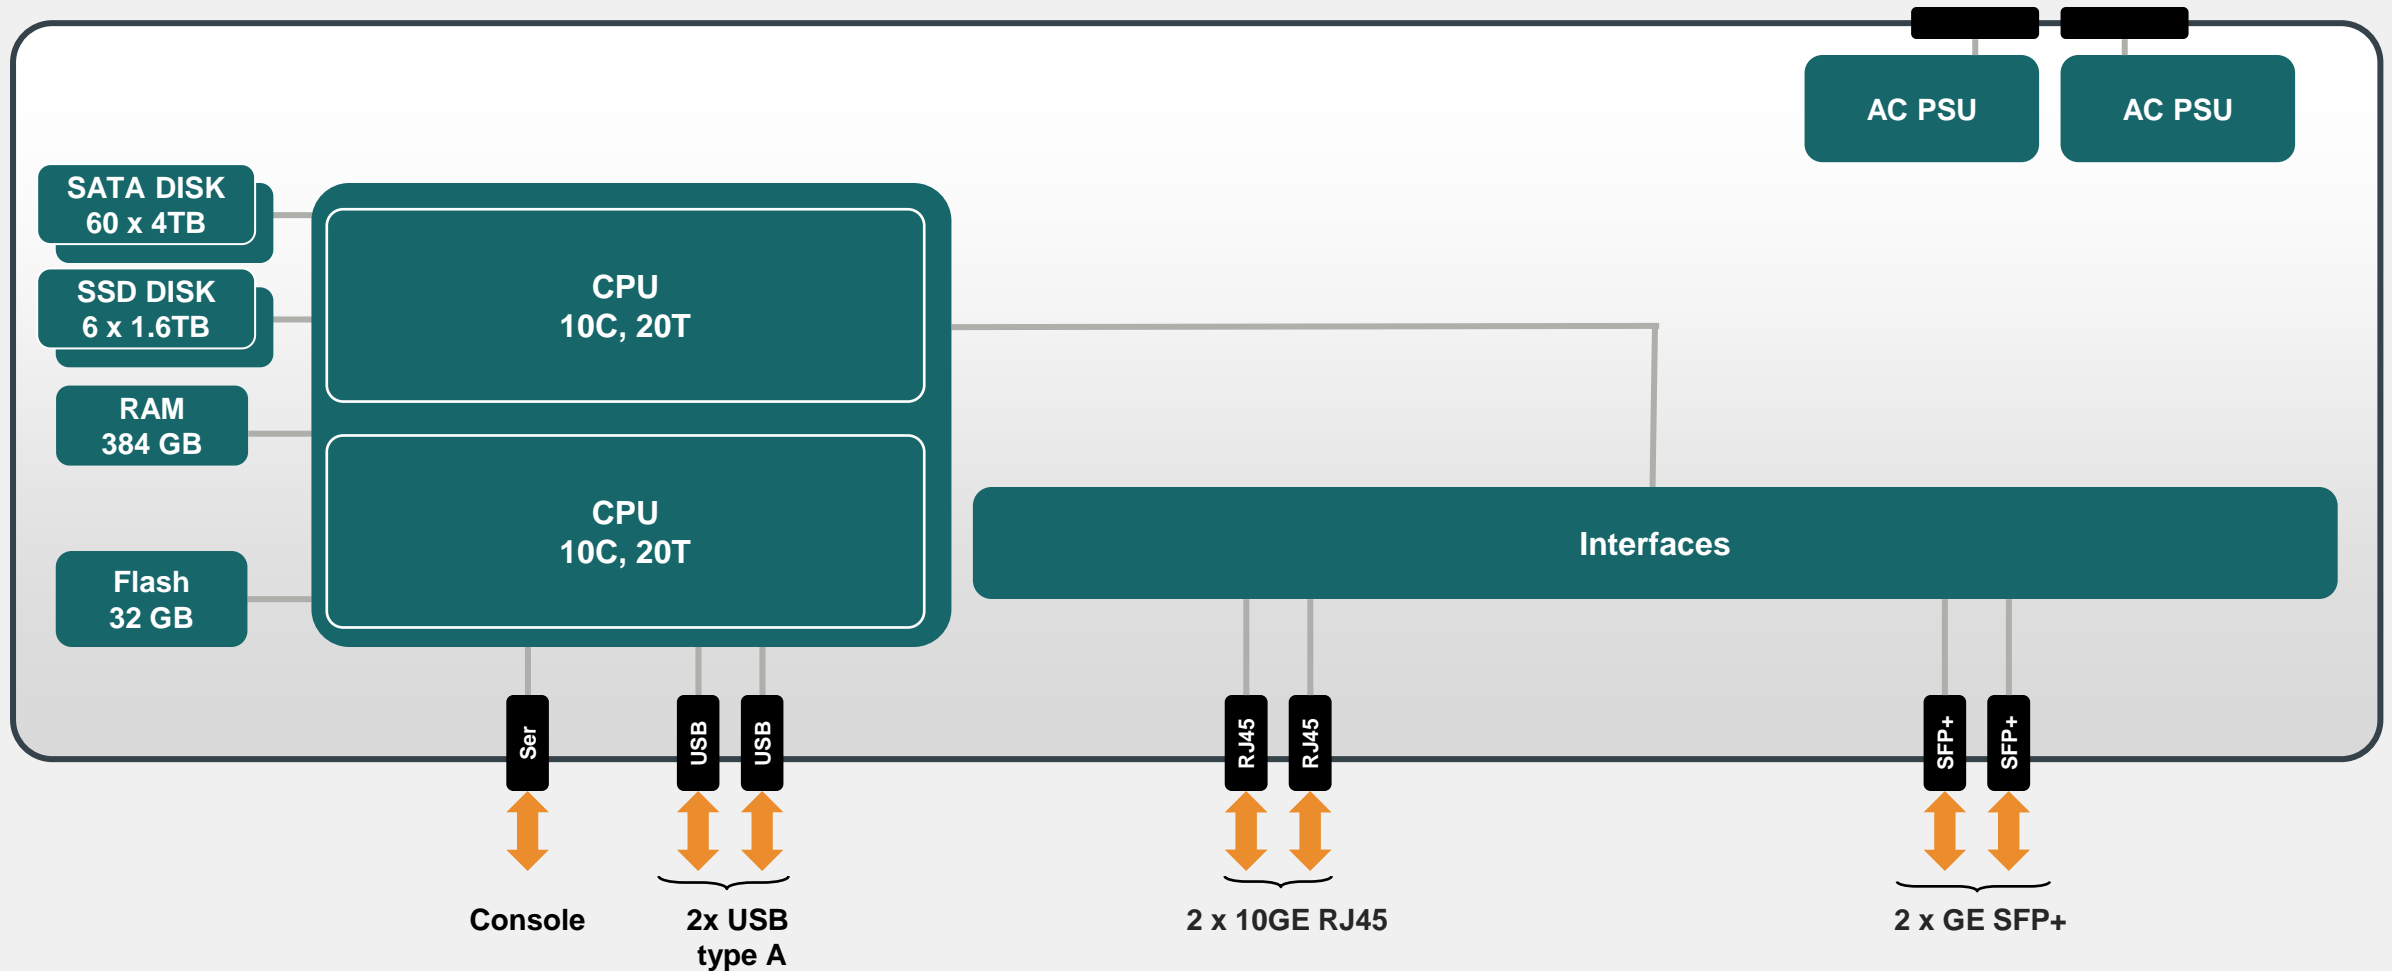 AC PSU
AC PSU
SATA DISK
60 x 4TB
SSD DISK
6 x 1.6TB
RAM
384 GB
Flash
32 GB
CPU
10C, 20T
CPU
10C, 20T
Interfaces
Ser
USB
USB
RJ45
RJ45
SFP+
SFP+
Console
2x USB
type A
2 x 10GE RJ45
2 x GE SFP+